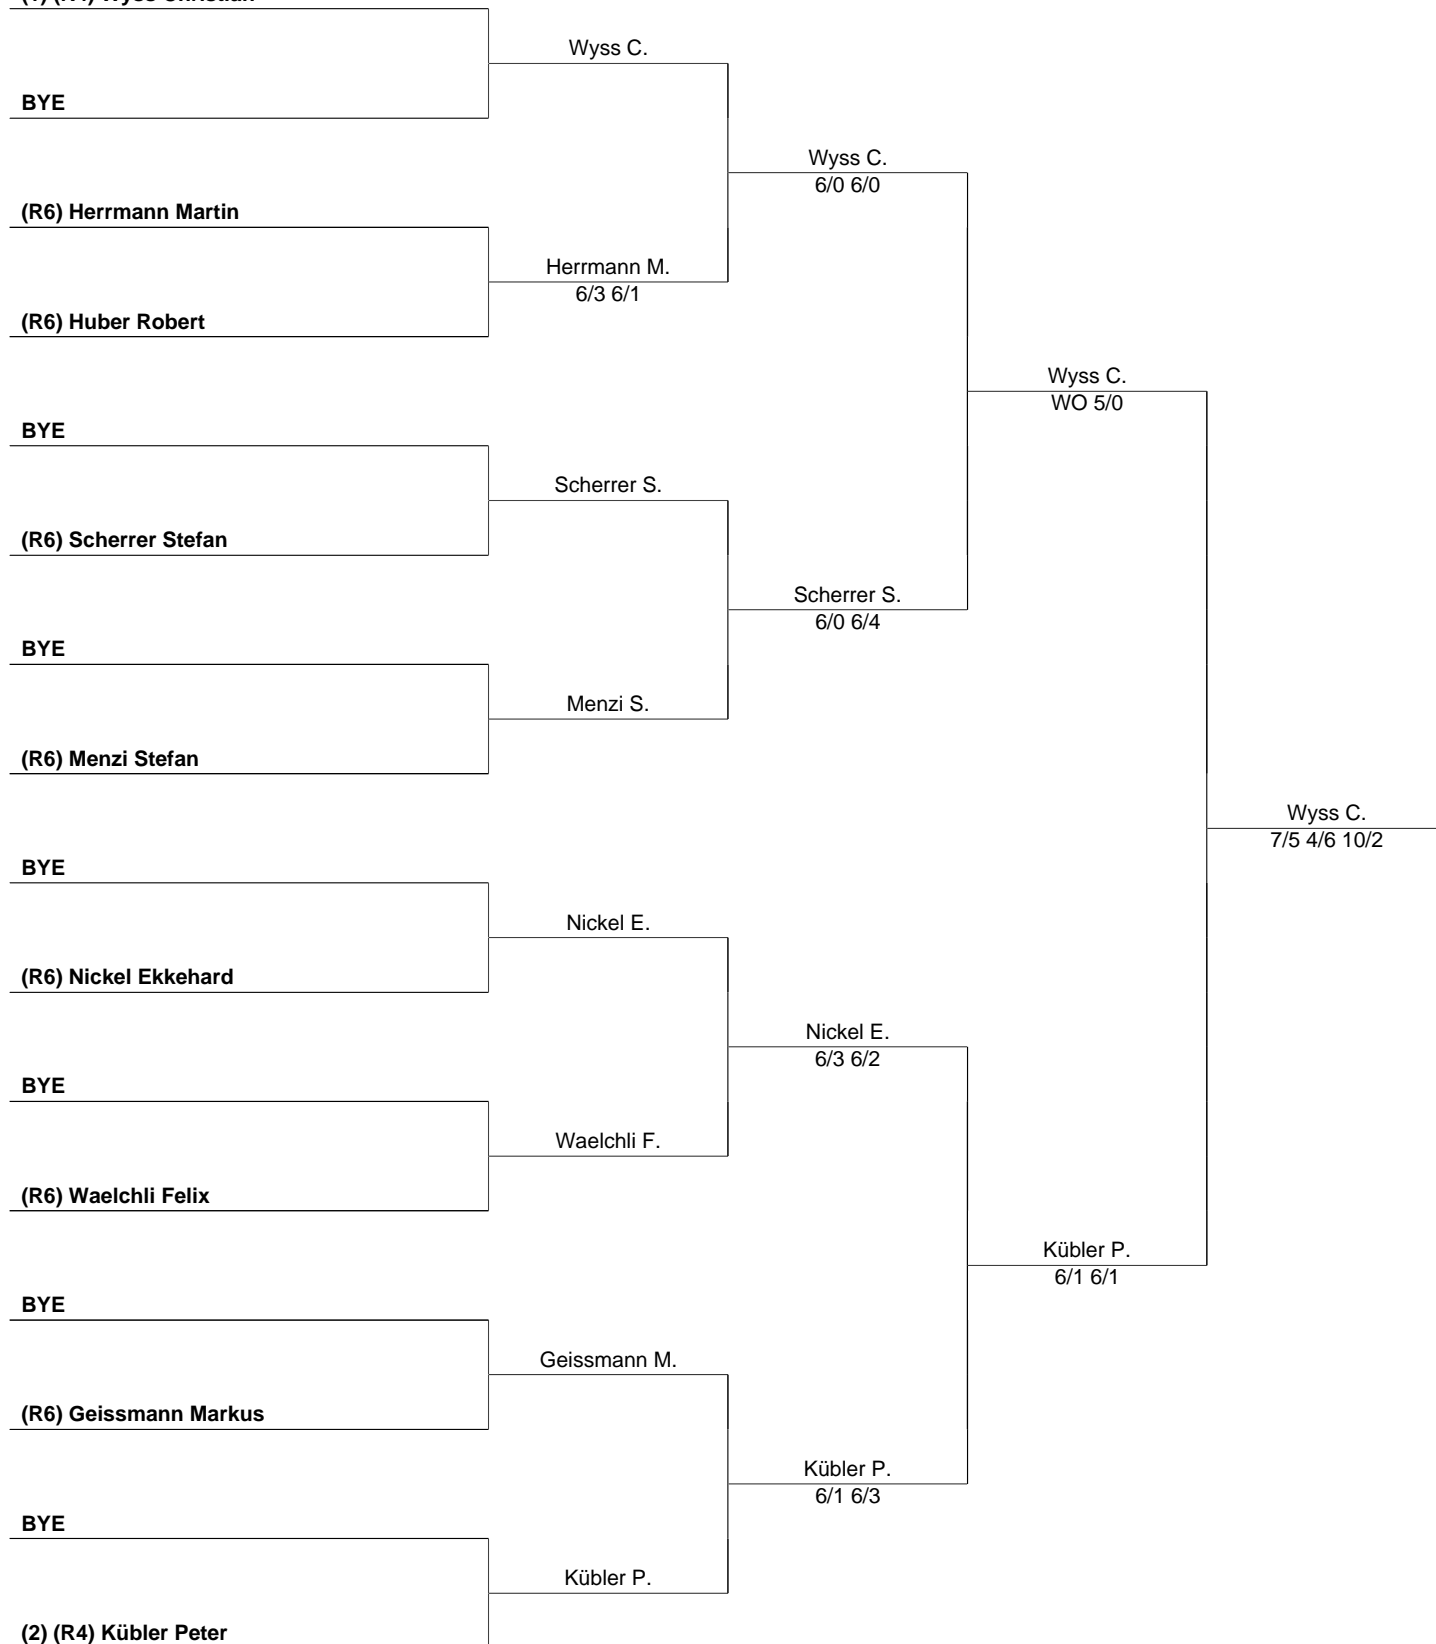 Wyss C.
BYE
Wyss C.
6/0 6/0
(R6) Herrmann Martin
Herrmann M.
6/3 6/1
(R6) Huber Robert
Wyss C.
WO 5/0
BYE
Scherrer S.
(R6) Scherrer Stefan
Scherrer S.
6/0 6/4
BYE
Menzi S.
(R6) Menzi Stefan
Wyss C.
7/5 4/6 10/2
BYE
Nickel E.
(R6) Nickel Ekkehard
Nickel E.
6/3 6/2
BYE
Waelchli F.
(R6) Waelchli Felix
Kübler P.
6/1 6/1
BYE
Geissmann M.
(R6) Geissmann Markus
Kübler P.
6/1 6/3
BYE
Kübler P.
(2) (R4) Kübler Peter